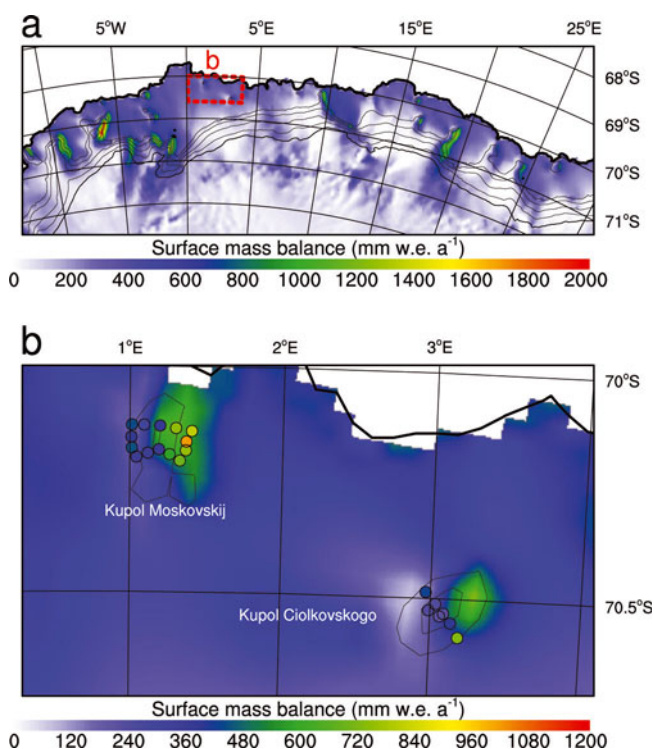 a
5°W 5°E 15°E 25°E
b
68°S
69°S
70°S
71°S
Surface mass balance (mm w.e. a⁻¹)
0 200 400 600 800 1000 1200 1400 1600 1800 2000
b
1°E 2°E 3°E
70°S
Kupol Moskovskij
Kupol Ciolkovskogo
70.5°S
Surface mass balance (mm w.e. a⁻¹)
0 120 240 360 480 600 720 840 960 1080 1200